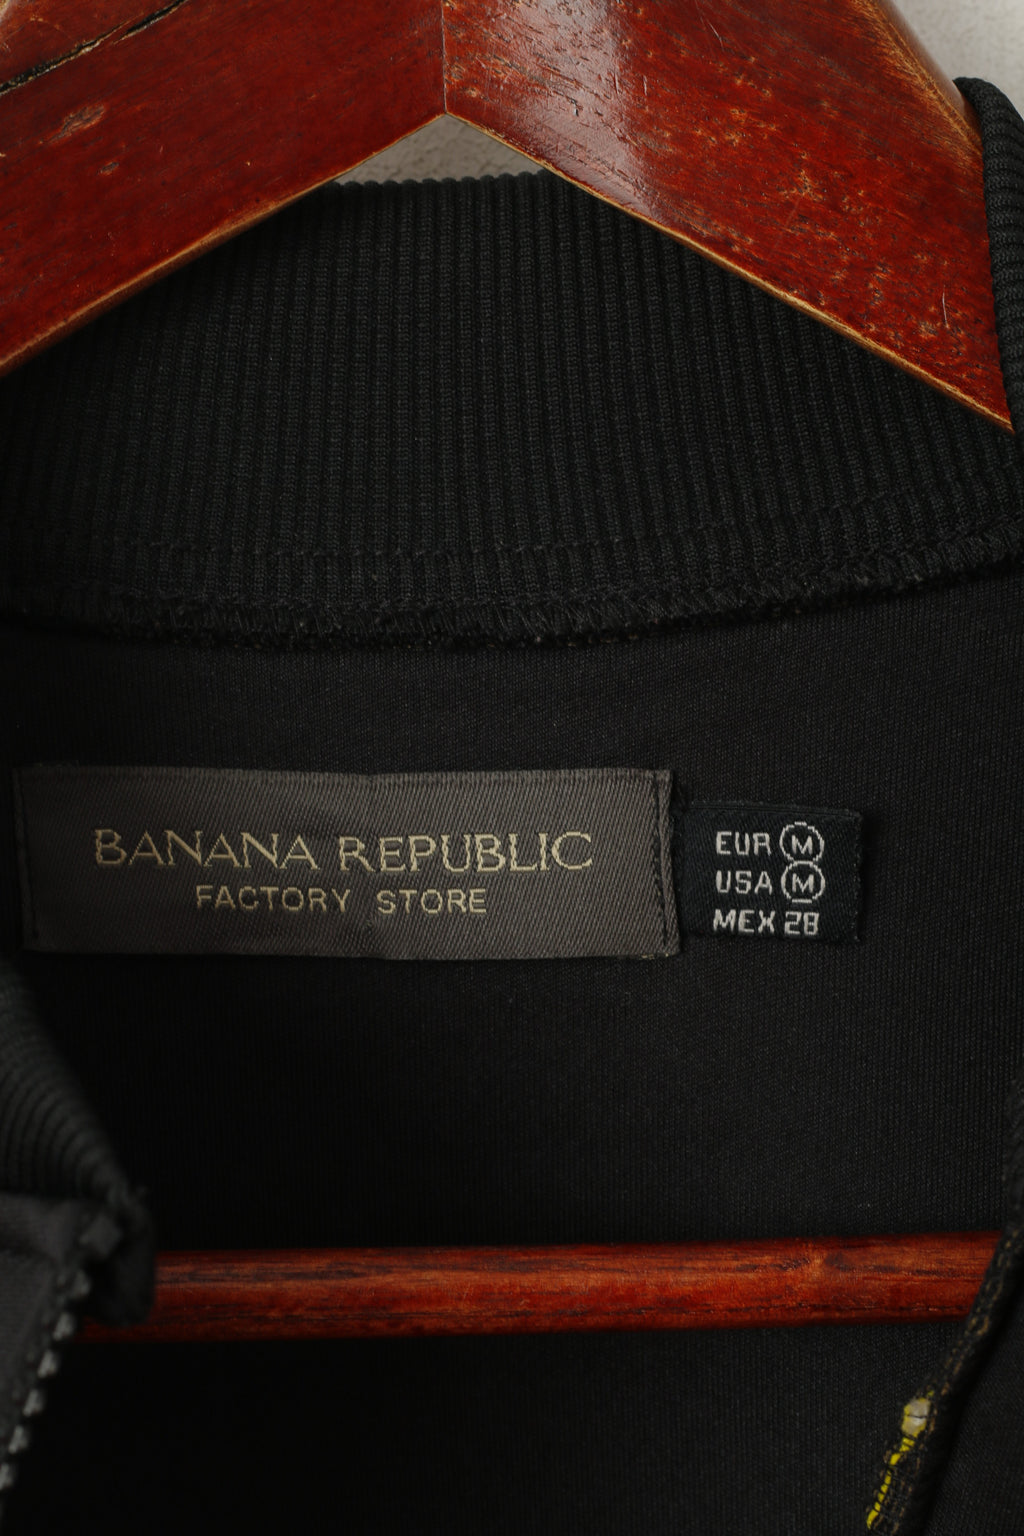 BANANA REPUBLIC
FACTORY STORE
EUR M
USA M
MEX 28